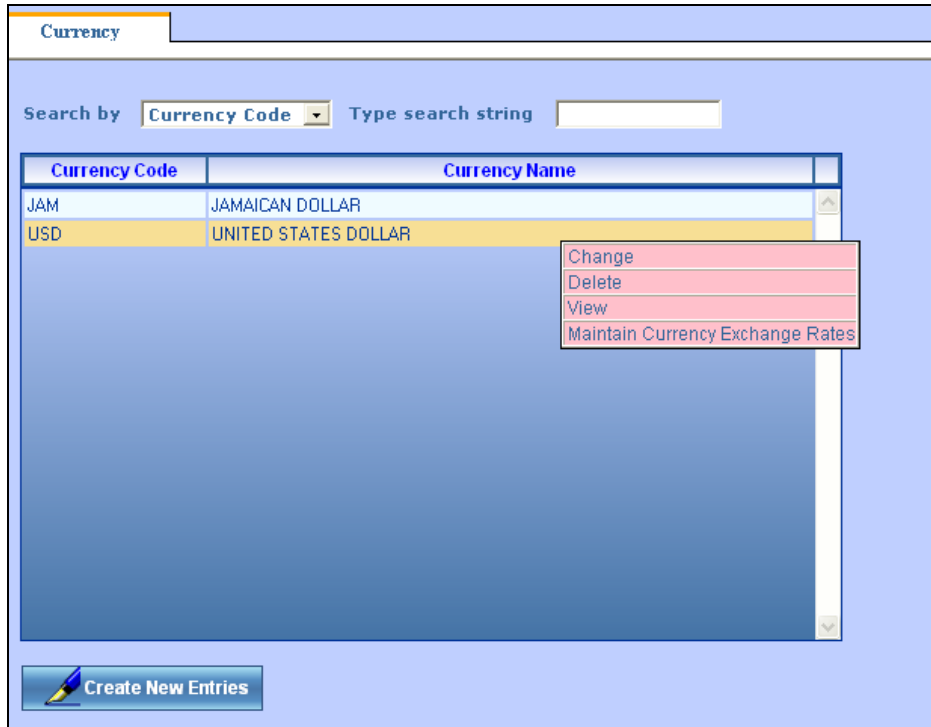 Currency
Search by Currency Code Type search string
Currency Code Currency Name
JAM JAMAICAN DOLLAR
USD UNITED STATES DOLLAR
Change
Delete
View
Maintain Currency Exchange Rates
Create New Entries